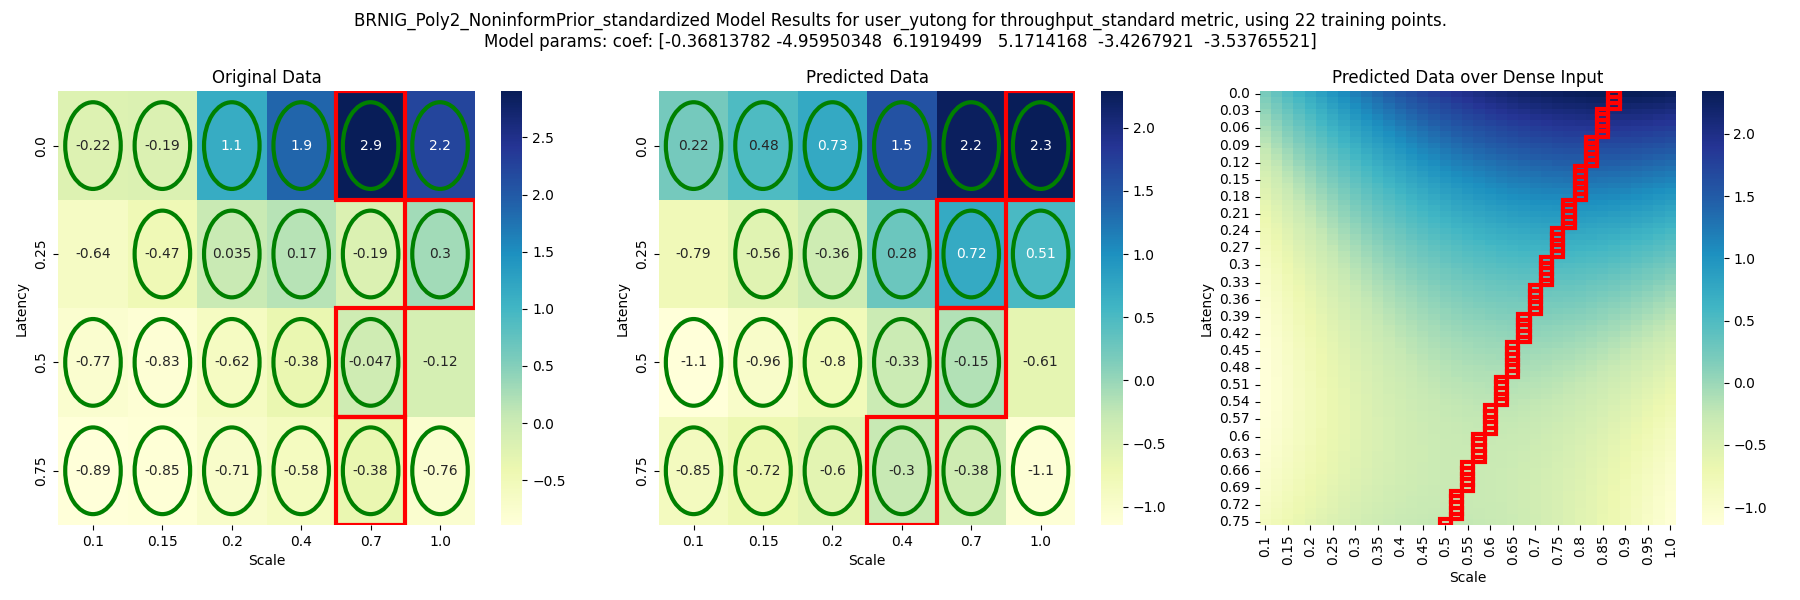 BRNIG_Poly2_NoninformPrior_standardized Model Results for user_yutong for throughput_standard metric, using 22 training points.
Model params: coef: [-0.36813782 -4.95950348  6.1919499   5.1714168  -3.4267921  -3.53765521]
Original Data
0.0 -0.22 -0.19 1.1 1.9 2.9 2.2
0.25 -0.64 -0.47 0.035 0.17 -0.19 0.3
0.5 -0.77 -0.83 -0.62 -0.38 -0.047 -0.12
0.75 -0.89 -0.85 -0.71 -0.58 -0.38 -0.76
0.1 0.15 0.2 0.4 0.7 1.0
Scale
Latency
2.5
2.0
1.5
1.0
0.5
0.0
−0.5
Predicted Data
0.0 0.22 0.48 0.73 1.5 2.2 2.3
0.25 -0.79 -0.56 -0.36 0.28 0.72 0.51
0.5 -1.1 -0.96 -0.8 -0.33 -0.15 -0.61
0.75 -0.85 -0.72 -0.6 -0.3 -0.38 -1.1
0.1 0.15 0.2 0.4 0.7 1.0
Scale
Latency
2.0
1.5
1.0
0.5
0.0
−0.5
−1.0
Predicted Data over Dense Input
0.0
0.03
0.06
0.09
0.12
0.15
0.18
0.21
0.24
0.27
0.3
0.33
0.36
0.39
0.42
0.45
0.48
0.51
0.54
0.57
0.6
0.63
0.66
0.69
0.72
0.75
0.1 0.15 0.2 0.25 0.3 0.35 0.4 0.45 0.5 0.55 0.6 0.65 0.7 0.75 0.8 0.85 0.9 0.95 1.0
Scale
Latency
2.0
1.5
1.0
0.5
0.0
−0.5
−1.0